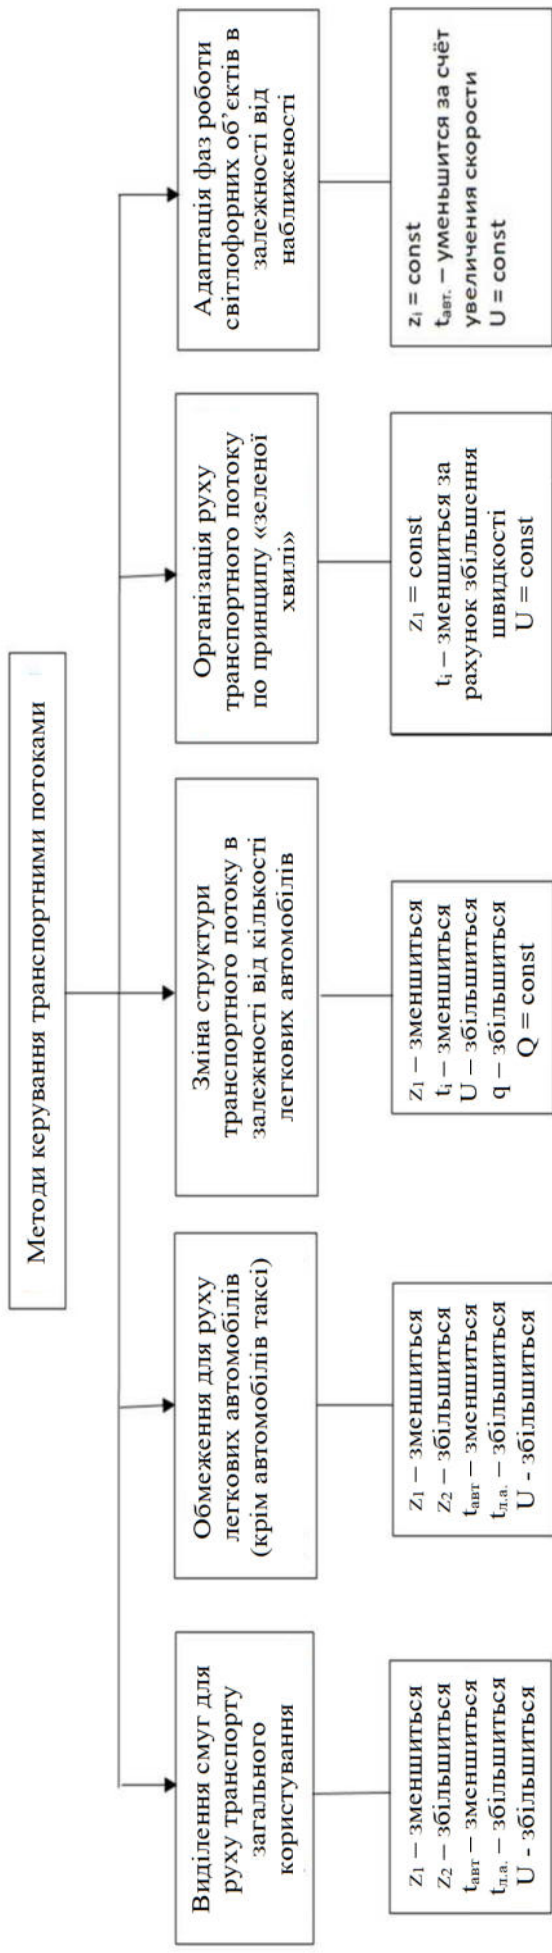 Методи керування транспортними потоками
Виділення смуг для
руху транспорту
загального
користування
Обмеження для руху
легкових автомобілів
(крім автомобілів таксі)
Зміна структури
транспортного потоку в
залежності від кількості
легкових автомобілів
Організація руху
транспортного потоку
по принципу «зеленої
хвилі»
Адаптація фаз роботи
світлофорних об’єктів в
залежності від
наближеності
z₁ – зменшиться
z₂ – збільшиться
tавт – зменшиться
tл.а. – збільшиться
U - збільшиться
z₁ – зменшиться
z₂ – збільшиться
tавт – зменшиться
tл.а. – збільшиться
U - збільшиться
z₁ – зменшиться
tᵢ – зменшиться
U – збільшиться
q – збільшиться
Q = const
z₁ = const
tᵢ – зменшиться за
рахунок збільшення
швидкості
U = const
zᵢ = const
tавт. – уменьшится за счёт
увеличения скорости
U = const